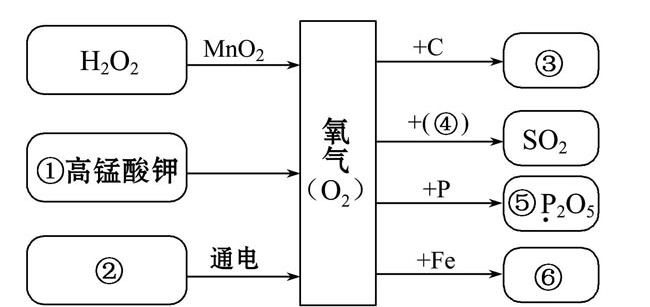 H₂O₂
MnO₂
①高锰酸钾
②
通电
氧
气
(O₂)
+C
③
+(④)
SO₂
+P
⑤P₂O₅
+Fe
⑥